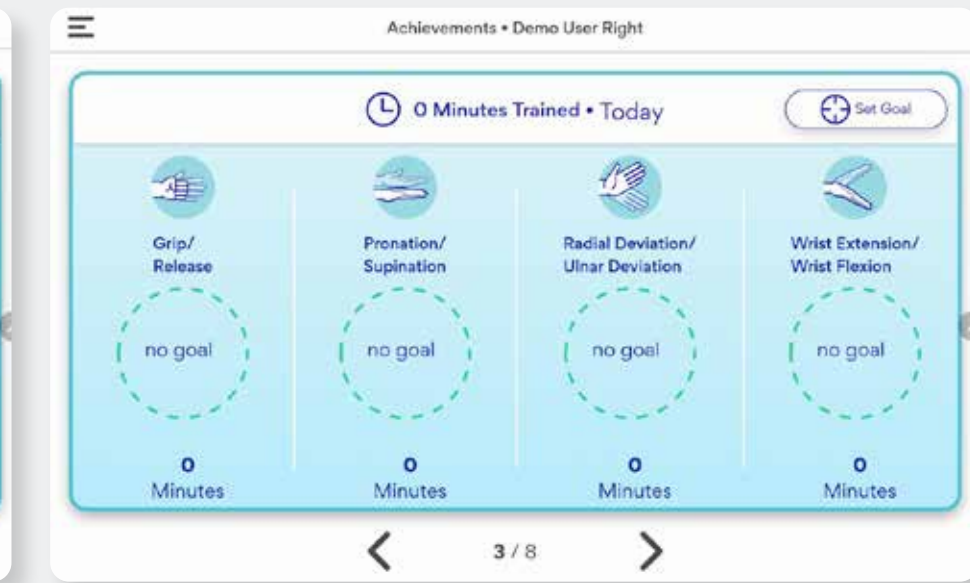 Achievements • Demo User Right
0 Minutes Trained • Today
Set Goal
Grip/
Release
no goal
0
Minutes
Pronation/
Supination
no goal
0
Minutes
Radial Deviation/
Ulnar Deviation
no goal
0
Minutes
Wrist Extension/
Wrist Flexion
no goal
0
Minutes
3 / 8